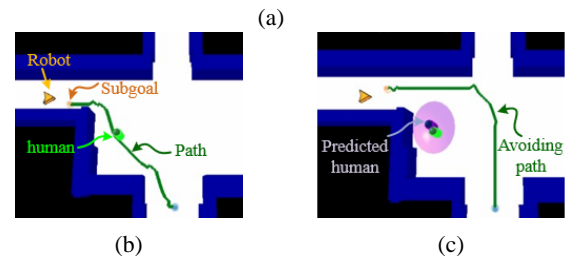 (a)
Robot
Subgoal
human
Path
Predicted
human
Avoiding
path
(b)
(c)